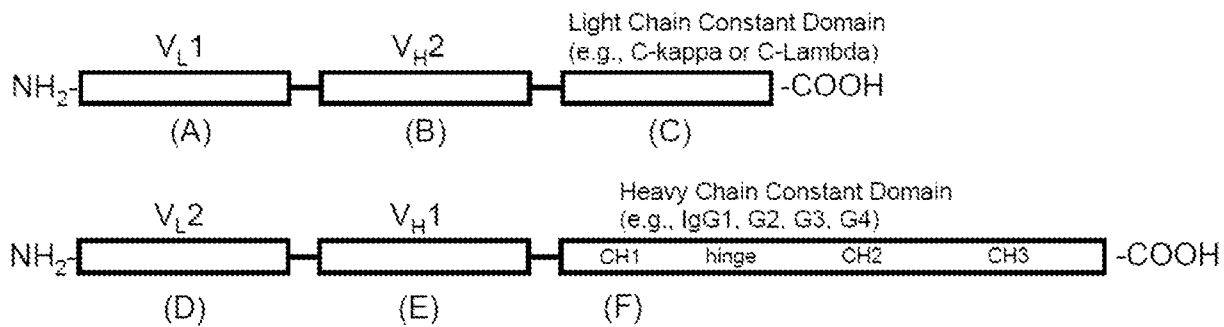 Light Chain Constant Domain
(e.g., C-kappa or C-Lambda)
V_L1 V_H2
NH₂- -COOH
(A) (B) (C)
Heavy Chain Constant Domain
(e.g., IgG1, G2, G3, G4)
V_L2 V_H1
NH₂- CH1 hinge CH2 CH3 -COOH
(D) (E) (F)